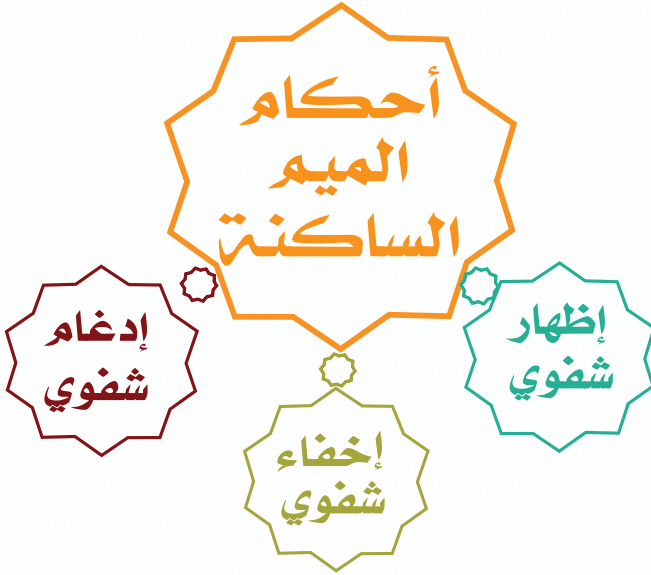 أحكام
الميم
الساكنة
إظهار
شفوي
إخفاء
شفوي
إدغام
شفوي